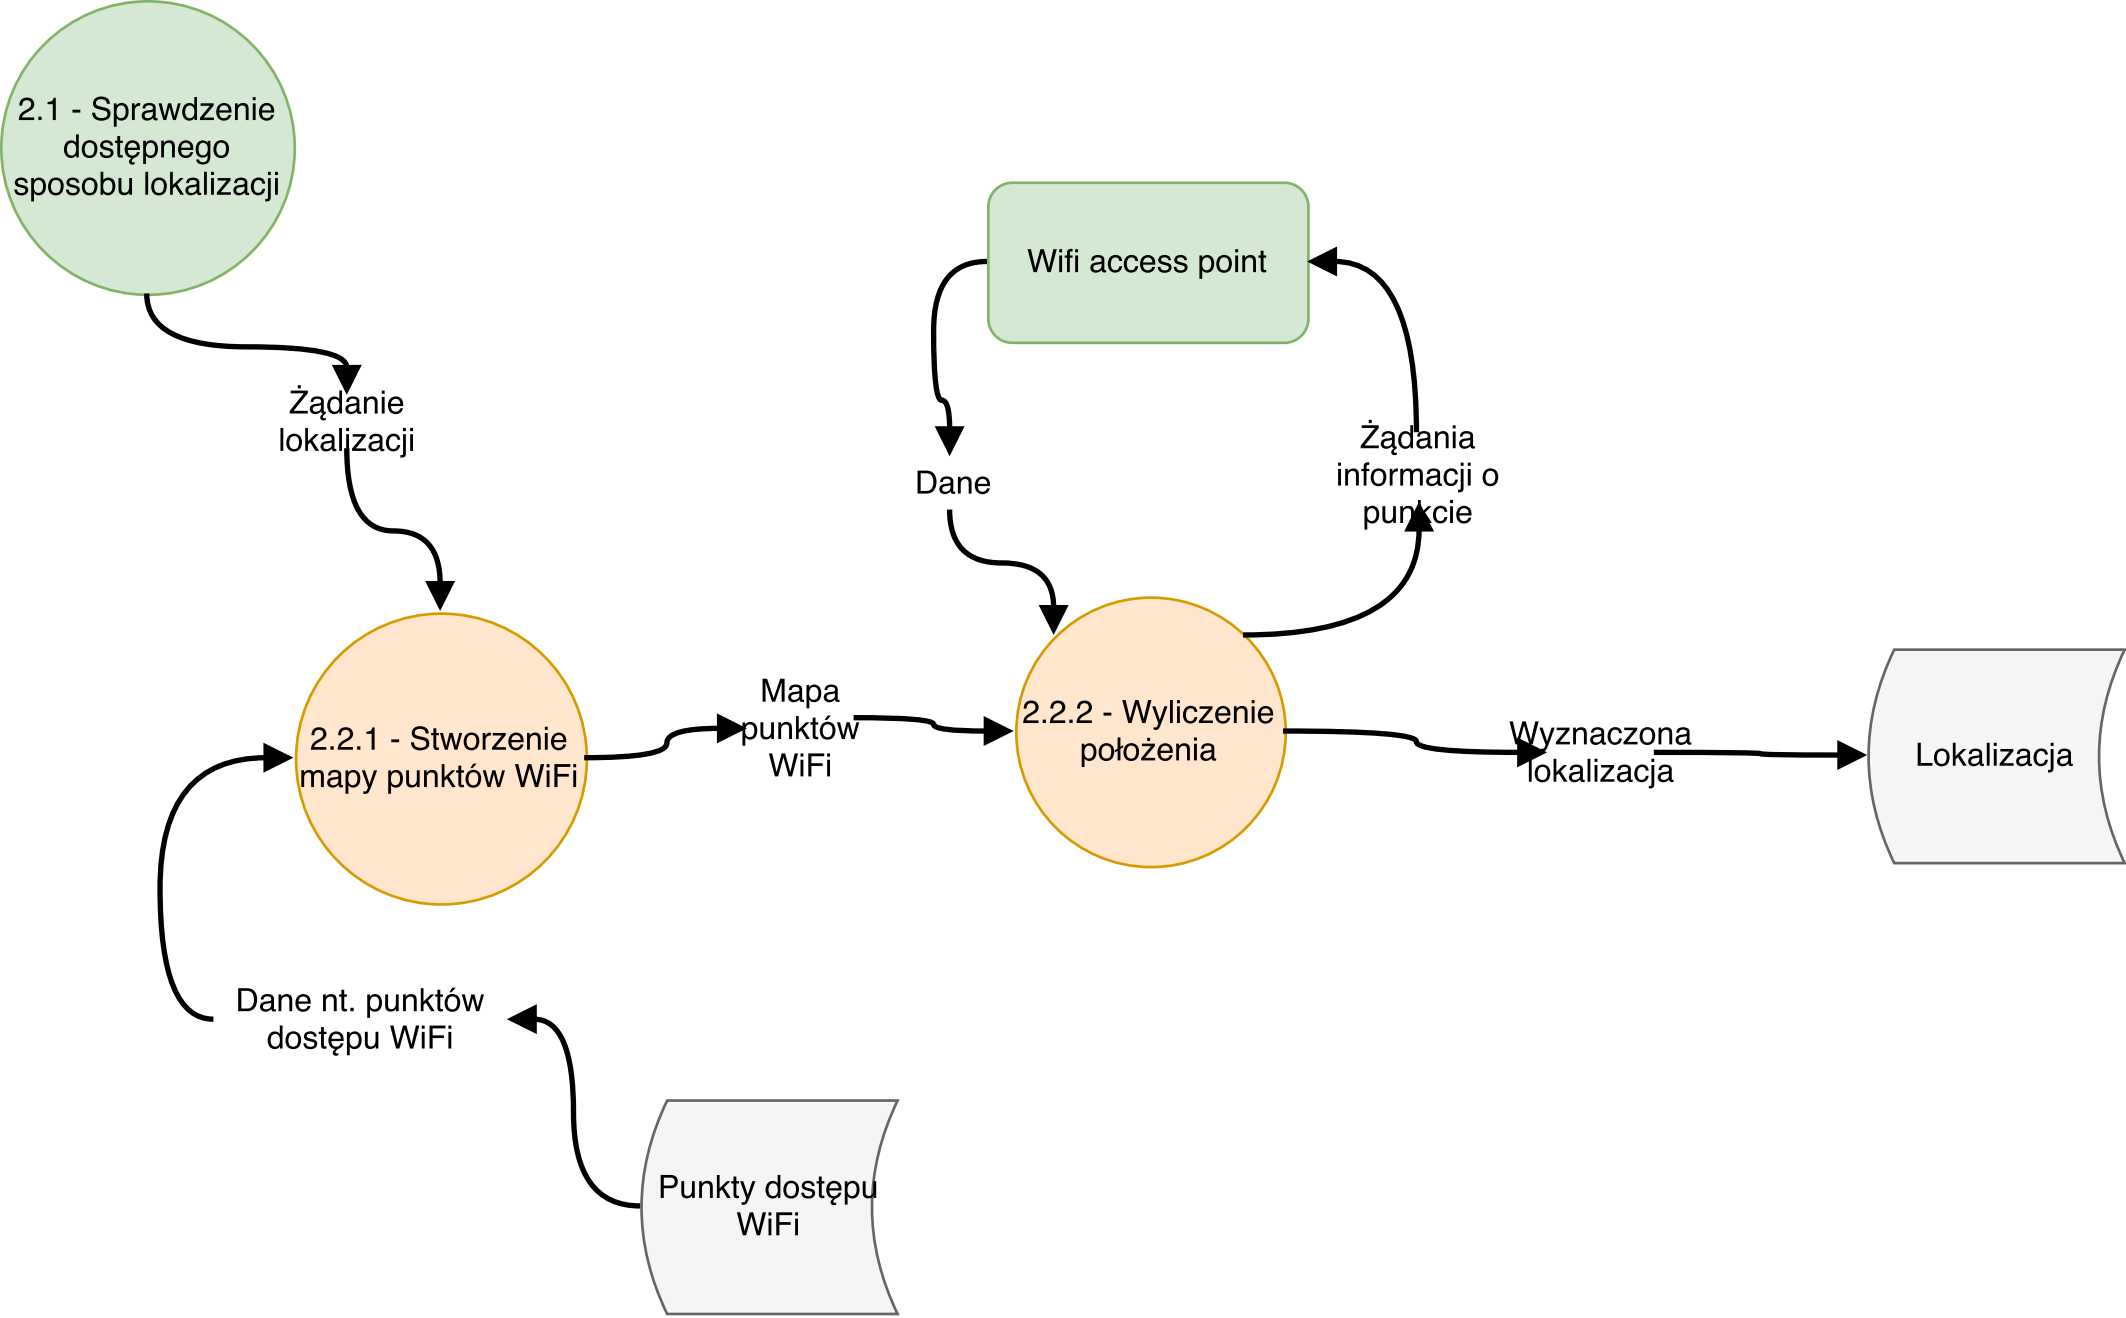 2.1 - Sprawdzenie
dostępnego
sposobu lokalizacji
Wifi access point
Żądanie
lokalizacji
Dane
Żądania
informacji o
punkcie
2.2.1 - Stworzenie
mapy punktów WiFi
Mapa
punktów
WiFi
2.2.2 - Wyliczenie
położenia
Wyznaczona
lokalizacja
Lokalizacja
Dane nt. punktów
dostępu WiFi
Punkty dostępu
WiFi